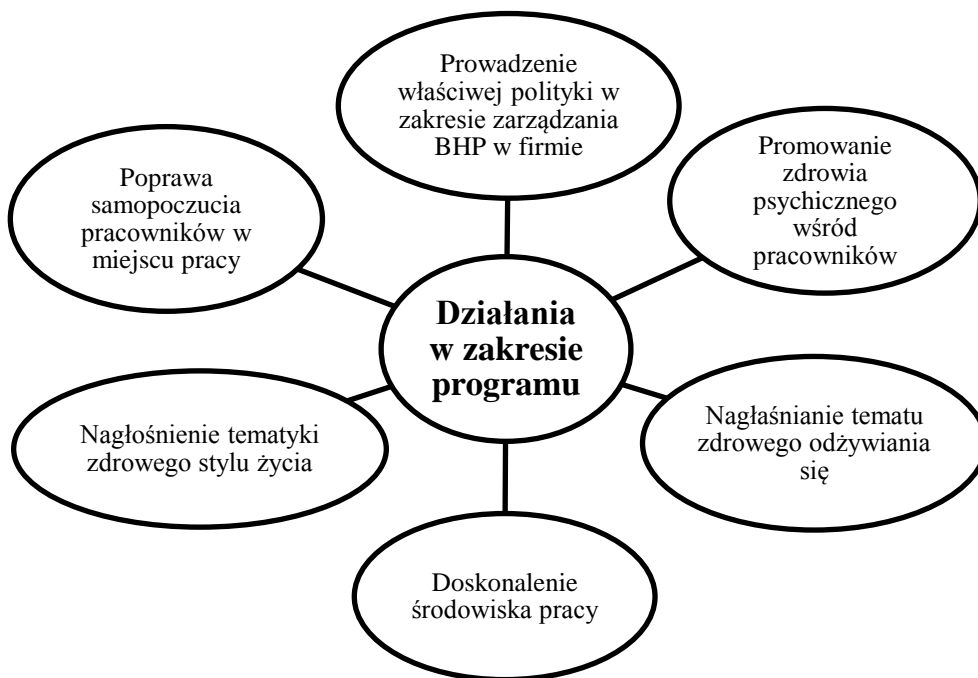 Prowadzenie
właściwej polityki w
zakresie zarządzania
BHP w firmie
Promowanie
zdrowia
psychicznego
wśród
pracowników
Poprawa
samopoczucia
pracowników w
miejscu pracy
Działania
w zakresie
programu
Nagłośnienie tematyki
zdrowego stylu życia
Nagłaśnianie tematu
zdrowego odżywiania
się
Doskonalenie
środowiska pracy